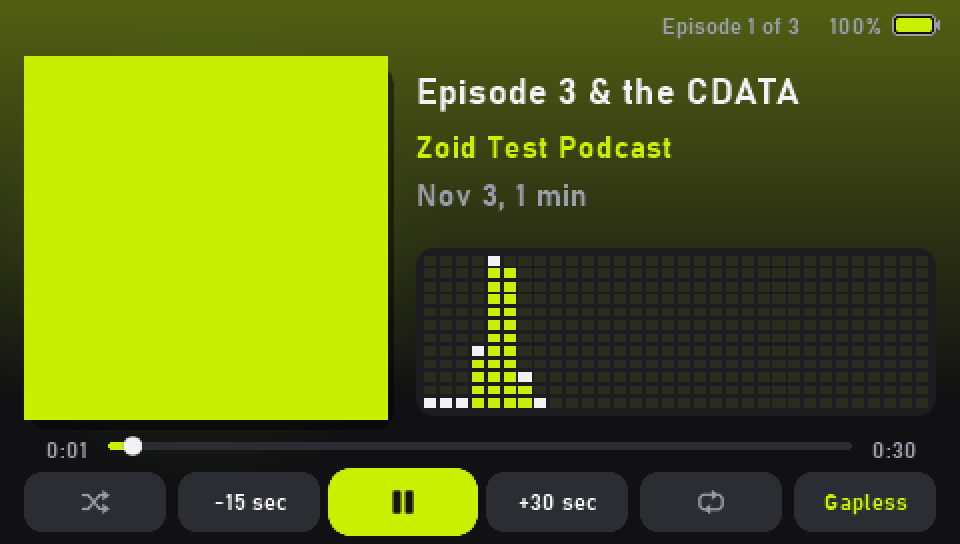 Episode 1 of 3 100%
Episode 3 & the CDATA
Zoid Test Podcast
Nov 3, 1 min
0:01 0:30
-15 sec +30 sec Gapless